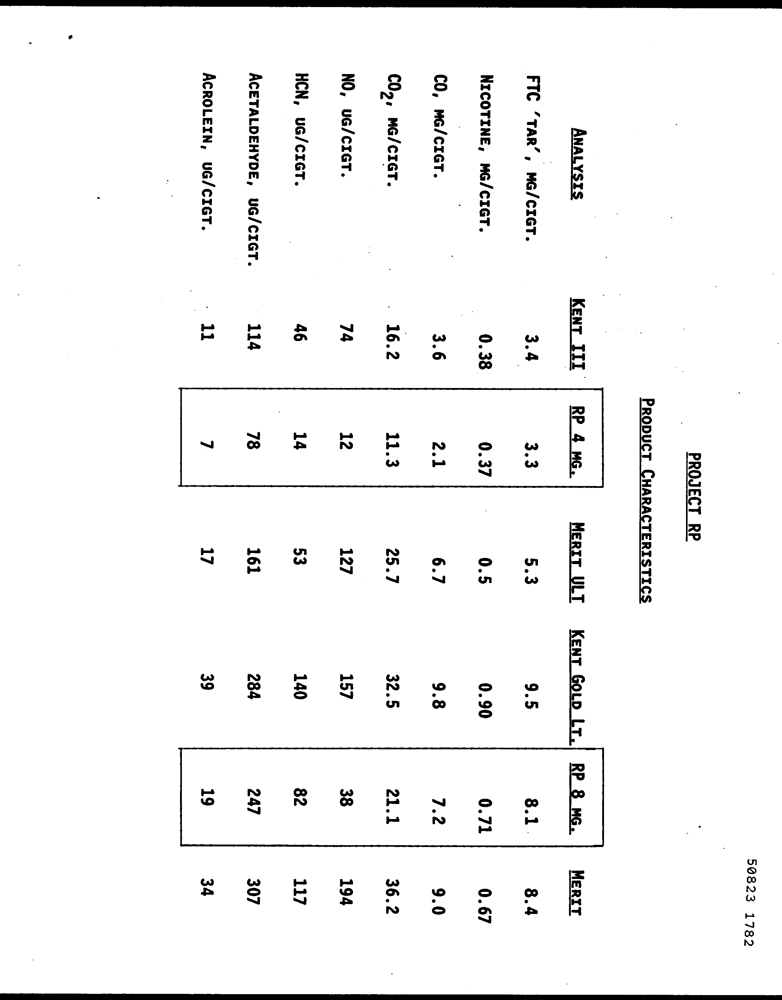 PROJECT RP
PRODUCT CHARACTERISTICS
ANALYSIS KENT III RP 4 MG. MERIT ULT KENT GOLD LT. RP 8 MG. MERIT
FTC 'TAR', MG/CIGT. 3.4 3.3 5.3 9.5 8.1 8.4
NICOTINE, MG/CIGT. 0.38 0.37 0.5 0.90 0.71 0.67
CO, MG/CIGT. 3.6 2.1 6.7 9.8 7.2 9.0
CO2, MG/CIGT. 16.2 11.3 25.7 32.5 21.1 36.2
NO, UG/CIGT. 74 12 127 157 38 194
HCN, UG/CIGT. 46 14 53 140 82 117
ACETALDEHYDE, UG/CIGT. 114 78 161 284 247 307
ACROLEIN, UG/CIGT. 11 7 17 39 19 34
50823 1782